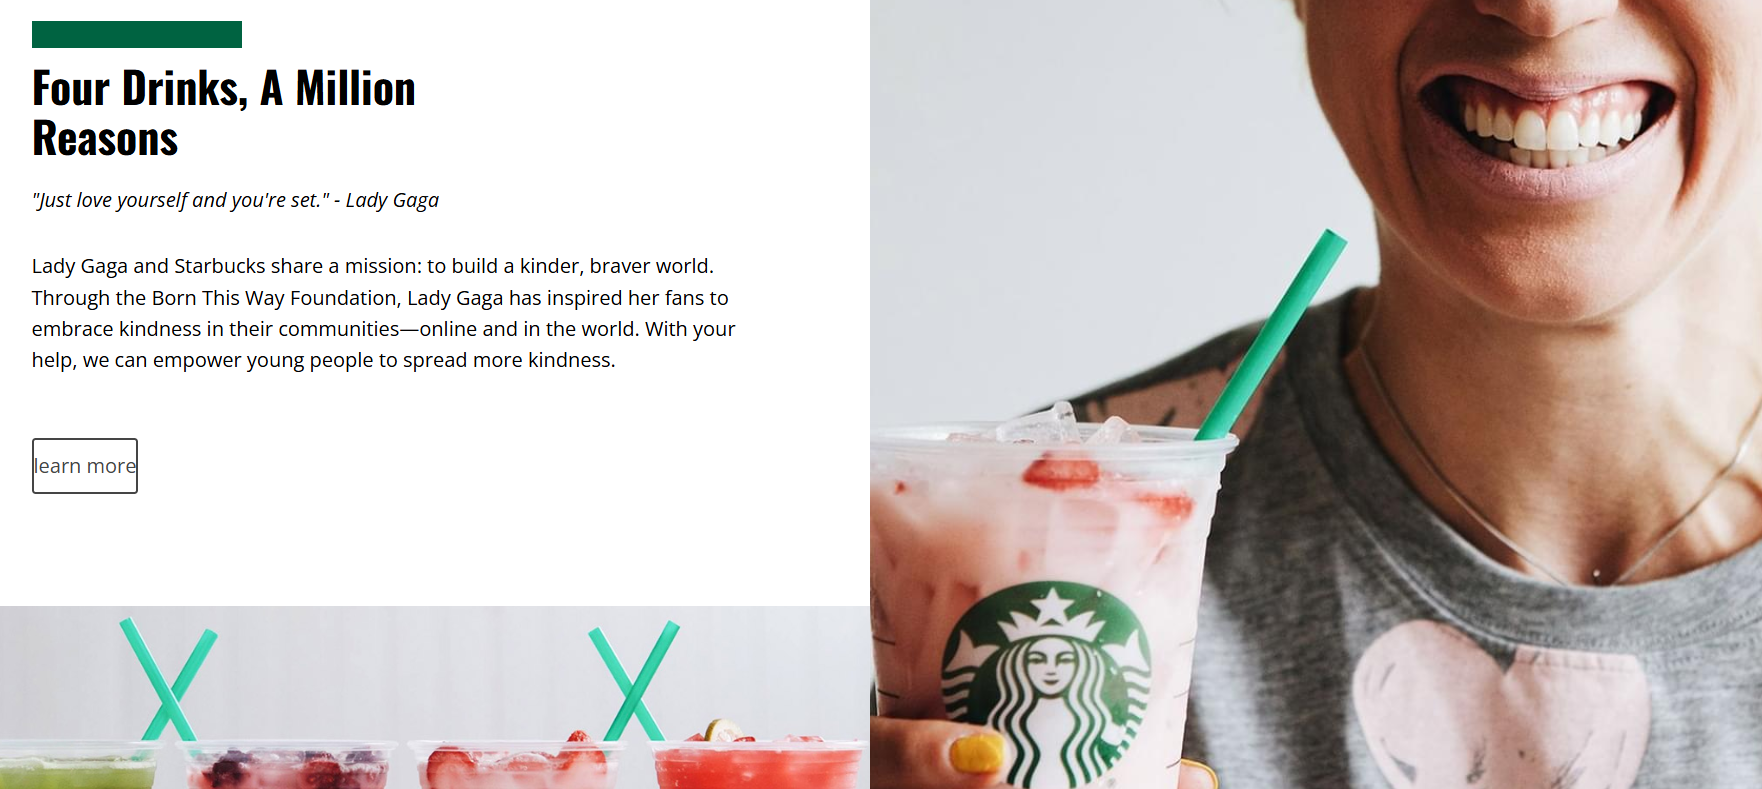 Four Drinks, A Million
Reasons
"Just love yourself and you're set." - Lady Gaga
Lady Gaga and Starbucks share a mission: to build a kinder, braver world.
Through the Born This Way Foundation, Lady Gaga has inspired her fans to
embrace kindness in their communities—online and in the world. With your
help, we can empower young people to spread more kindness.
learn more